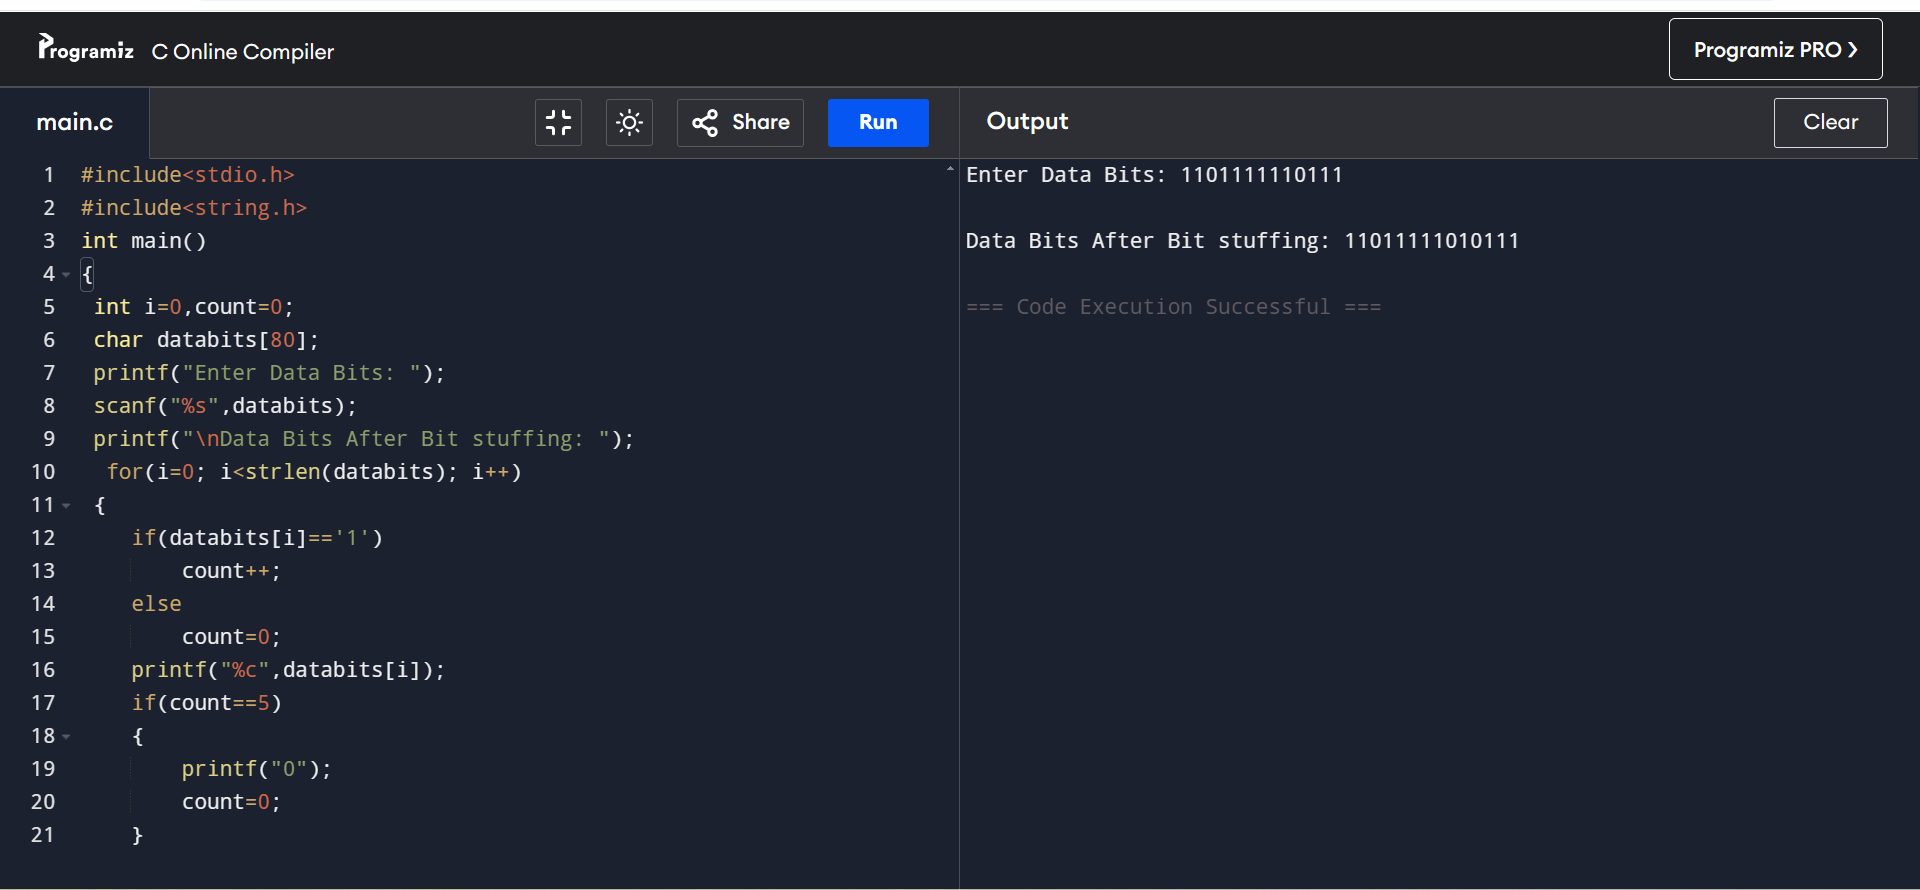 Programiz C Online Compiler
Programiz PRO ❯
main.c
Share
Run
Output
Clear
1 #include<stdio.h>
2 #include<string.h>
3 int main()
4 {
5 int i=0,count=0;
6 char databits[80];
7 printf("Enter Data Bits: ");
8 scanf("%s",databits);
9 printf("\nData Bits After Bit stuffing: ");
10 for(i=0; i<strlen(databits); i++)
11 {
12 if(databits[i]=='1')
13 count++;
14 else
15 count=0;
16 printf("%c",databits[i]);
17 if(count==5)
18 {
19 printf("0");
20 count=0;
21 }
Enter Data Bits: 1101111110111
Data Bits After Bit stuffing: 11011111010111
=== Code Execution Successful ===